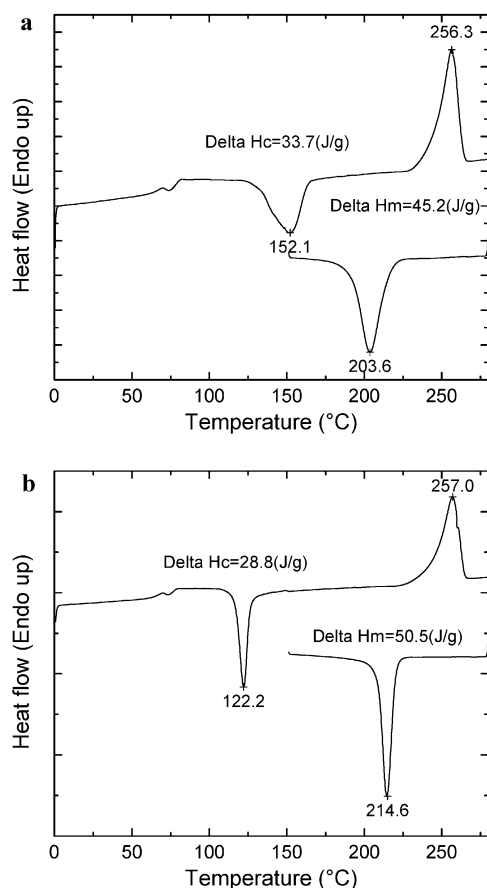 a
256.3
Delta Hc=33.7(J/g)
Delta Hm=45.2(J/g)
152.1
203.6
Heat flow (Endo up)
0 50 100 150 200 250
Temperature (°C)
b
257.0
Delta Hc=28.8(J/g)
Delta Hm=50.5(J/g)
122.2
214.6
Heat flow (Endo up)
0 50 100 150 200 250
Temperature (°C)